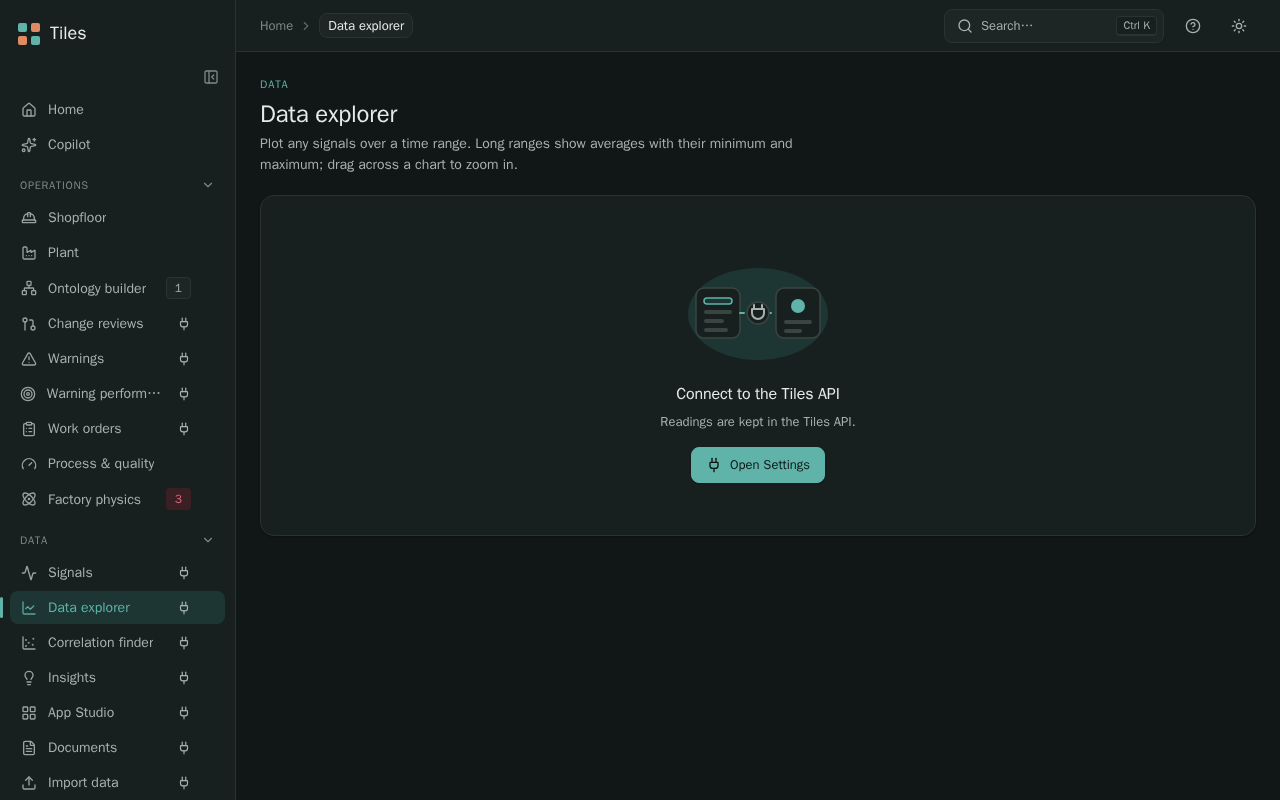 Tiles
Home
Copilot
OPERATIONS
Shopfloor
Plant
Ontology builder 1
Change reviews
Warnings
Warning perform···
Work orders
Process & quality
Factory physics 3
DATA
Signals
Data explorer
Correlation finder
Insights
App Studio
Documents
Import data
Home > Data explorer
Search··· Ctrl K
DATA
Data explorer
Plot any signals over a time range. Long ranges show averages with their minimum and
maximum; drag across a chart to zoom in.
Connect to the Tiles API
Readings are kept in the Tiles API.
Open Settings